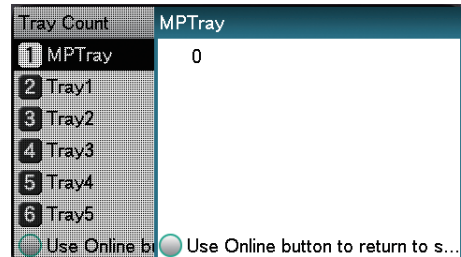 Tray Count
1 MPTray
2 Tray1
3 Tray2
4 Tray3
5 Tray4
6 Tray5
Use Online b
MPTray
0
Use Online button to return to s...